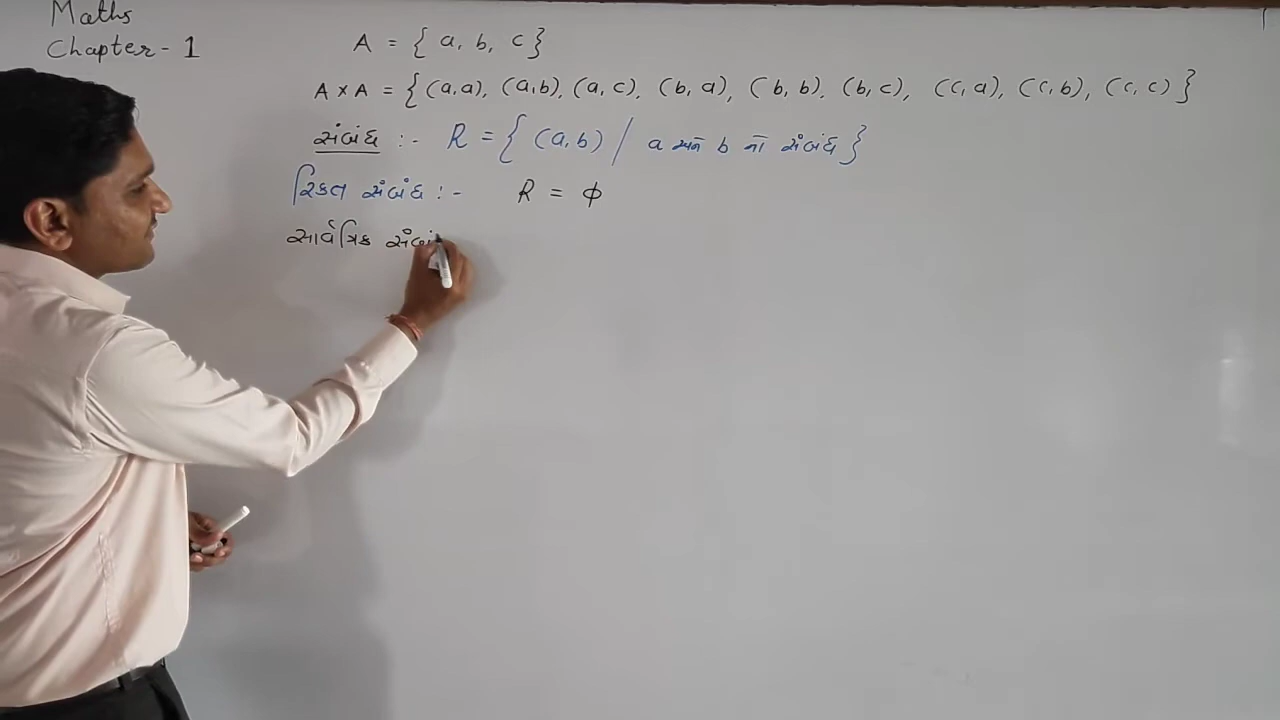 Maths
Chapter - 1
A = { a, b, c }
A × A = { (a,a), (a,b), (a,c), (b,a), (b,b), (b,c), (c,a), (c,b), (c,c) }
સંબંધ :- R = { (a,b) / a અને b નો સંબંધ }
રિક્ત સંબંધ :- R = ϕ
સાર્વત્રિક સંબં